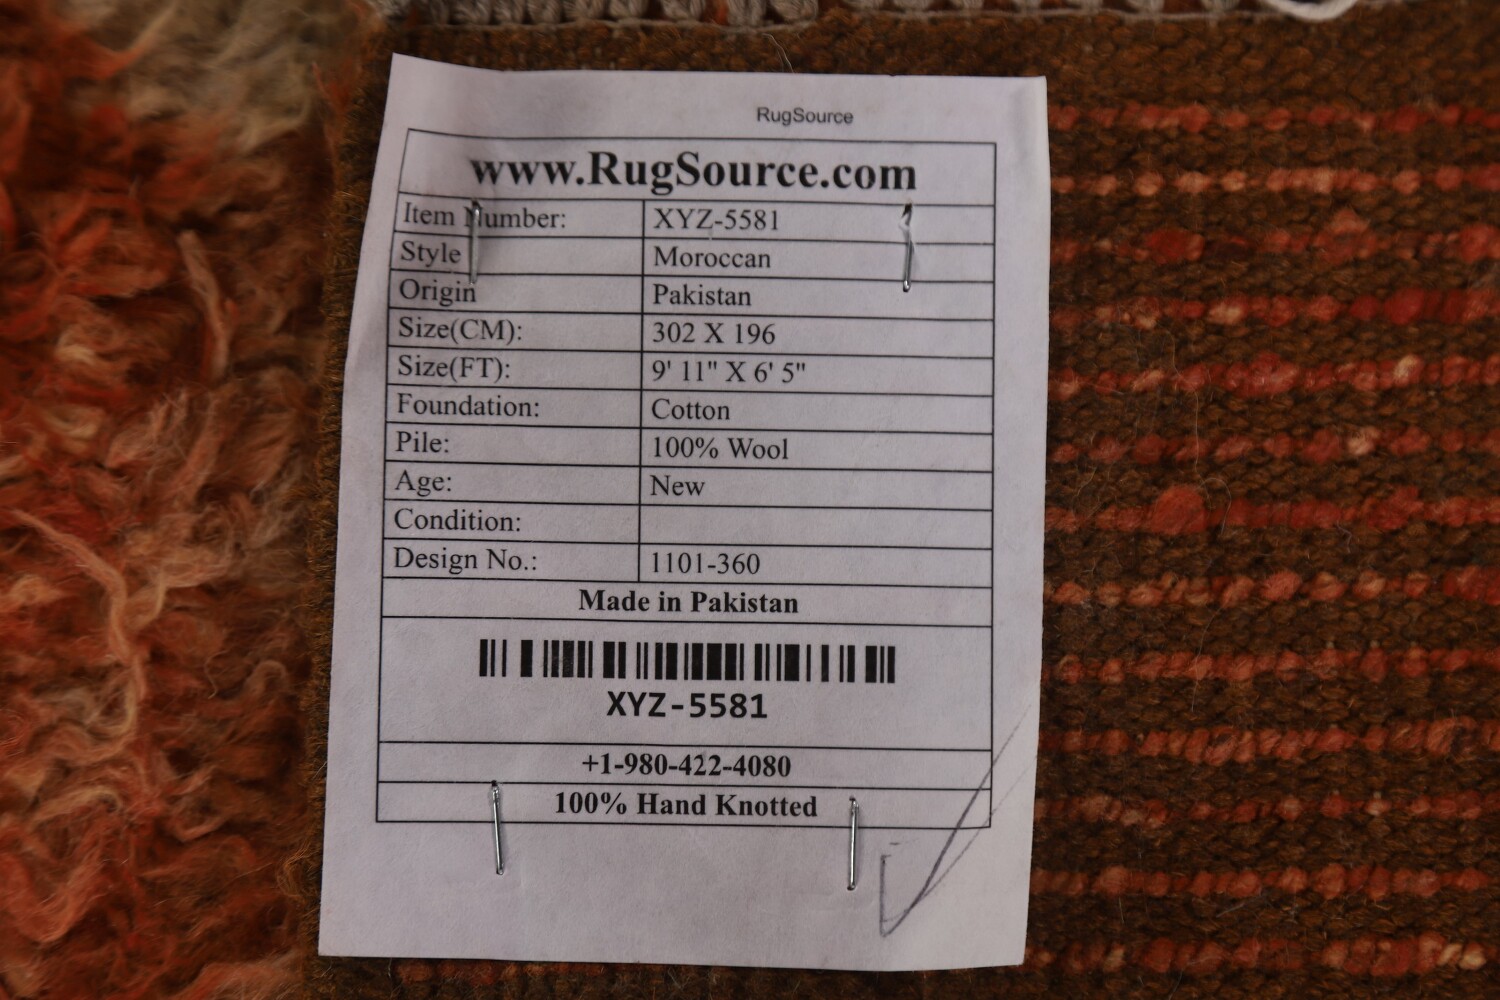 RugSource
www.RugSource.com
Item Number: XYZ-5581
Style Moroccan
Origin Pakistan
Size(CM): 302 X 196
Size(FT): 9' 11" X 6' 5"
Foundation: Cotton
Pile: 100% Wool
Age: New
Condition:
Design No.: 1101-360
Made in Pakistan
XYZ-5581
+1-980-422-4080
100% Hand Knotted